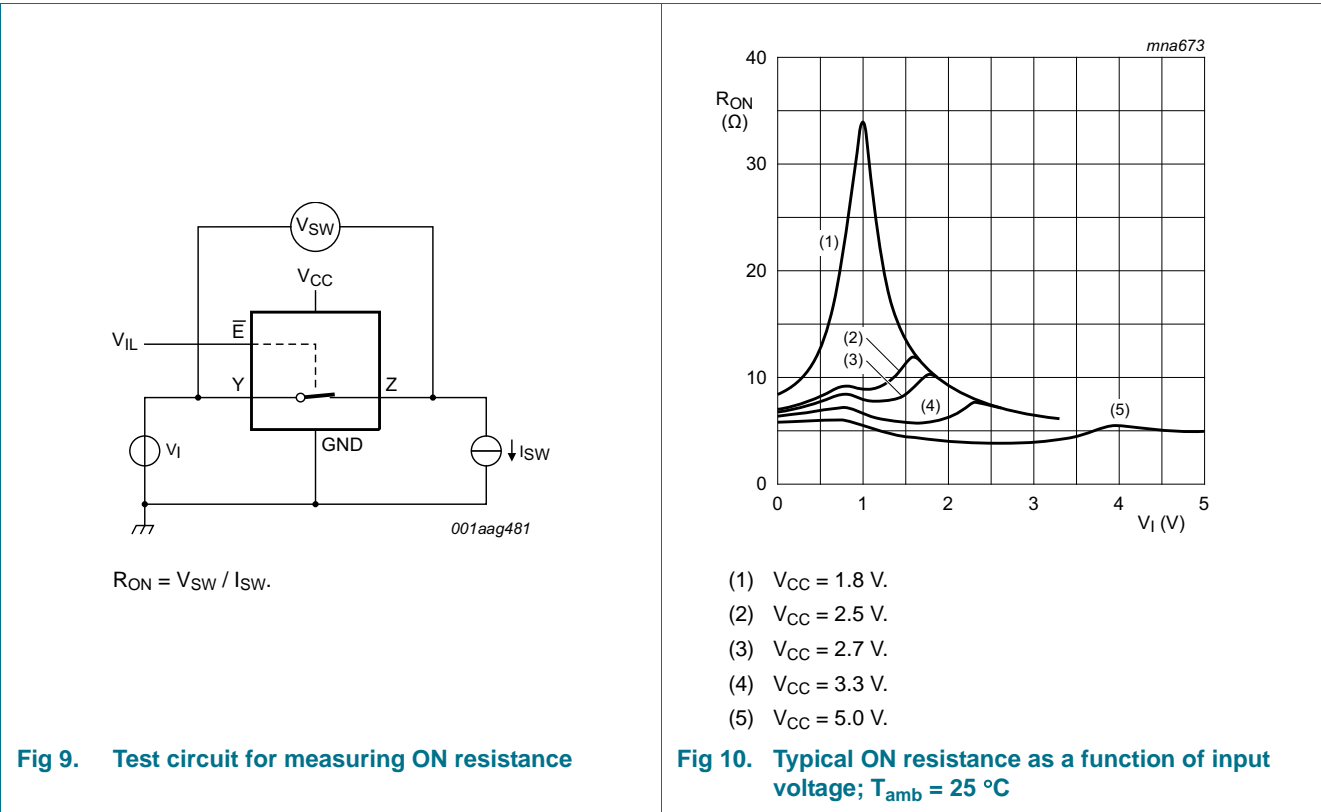 V_SW
V_CC
V_IL
E̅
Y
Z
GND
V_I
I_SW
001aag481
R_ON = V_SW / I_SW.
Fig 9. Test circuit for measuring ON resistance
mna673
40
R_ON
(Ω)
30
(1)
20
(2)
(3)
10
(4)
(5)
0
0 1 2 3 4 5
V_I (V)
(1) V_CC = 1.8 V.
(2) V_CC = 2.5 V.
(3) V_CC = 2.7 V.
(4) V_CC = 3.3 V.
(5) V_CC = 5.0 V.
Fig 10. Typical ON resistance as a function of input
voltage; T_amb = 25 °C